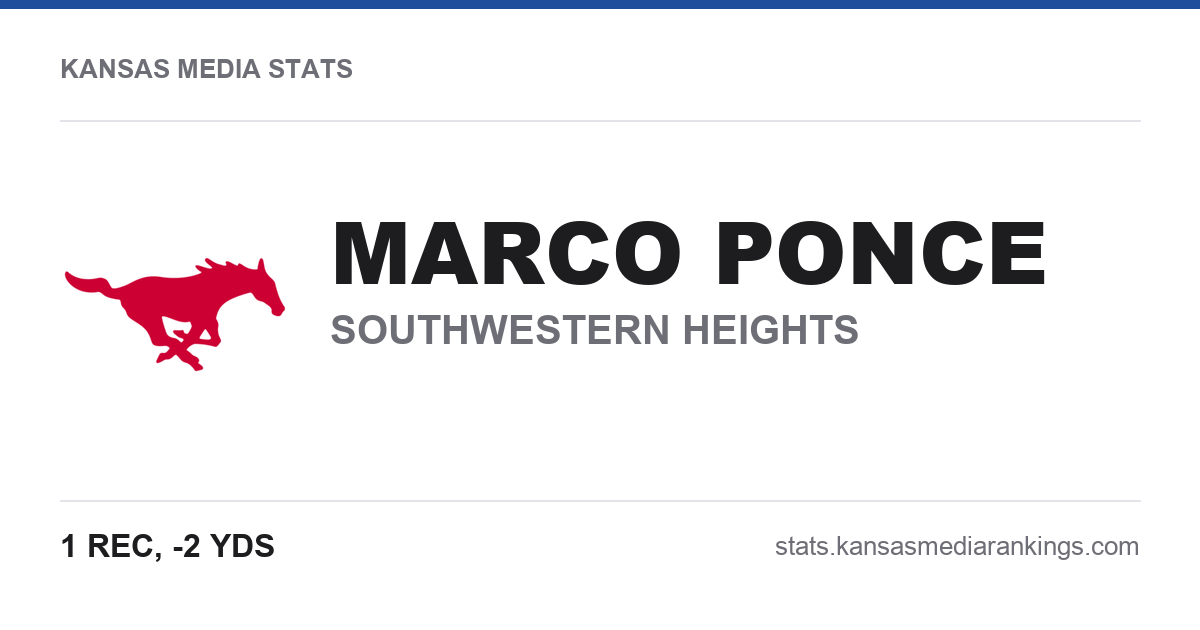 KANSAS MEDIA STATS
MARCO PONCE
SOUTHWESTERN HEIGHTS
1 REC, -2 YDS
stats.kansasmediarankings.com